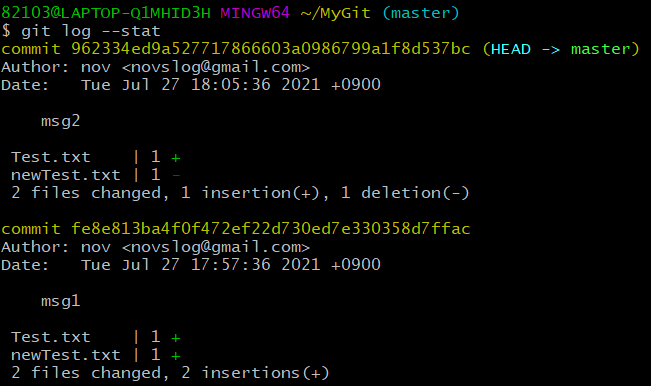 82103@LAPTOP-Q1MHID3H MINGW64 ~/MyGit (master)
$ git log --stat
commit 962334ed9a527717866603a0986799a1f8d537bc (HEAD -> master)
Author: nov <novslog@gmail.com>
Date:   Tue Jul 27 18:05:36 2021 +0900
    msg2
 Test.txt    | 1 +
 newTest.txt | 1 -
 2 files changed, 1 insertion(+), 1 deletion(-)
commit fe8e813ba4f0f472ef22d730ed7e330358d7ffac
Author: nov <novslog@gmail.com>
Date:   Tue Jul 27 17:57:36 2021 +0900
    msg1
 Test.txt    | 1 +
 newTest.txt | 1 +
 2 files changed, 2 insertions(+)